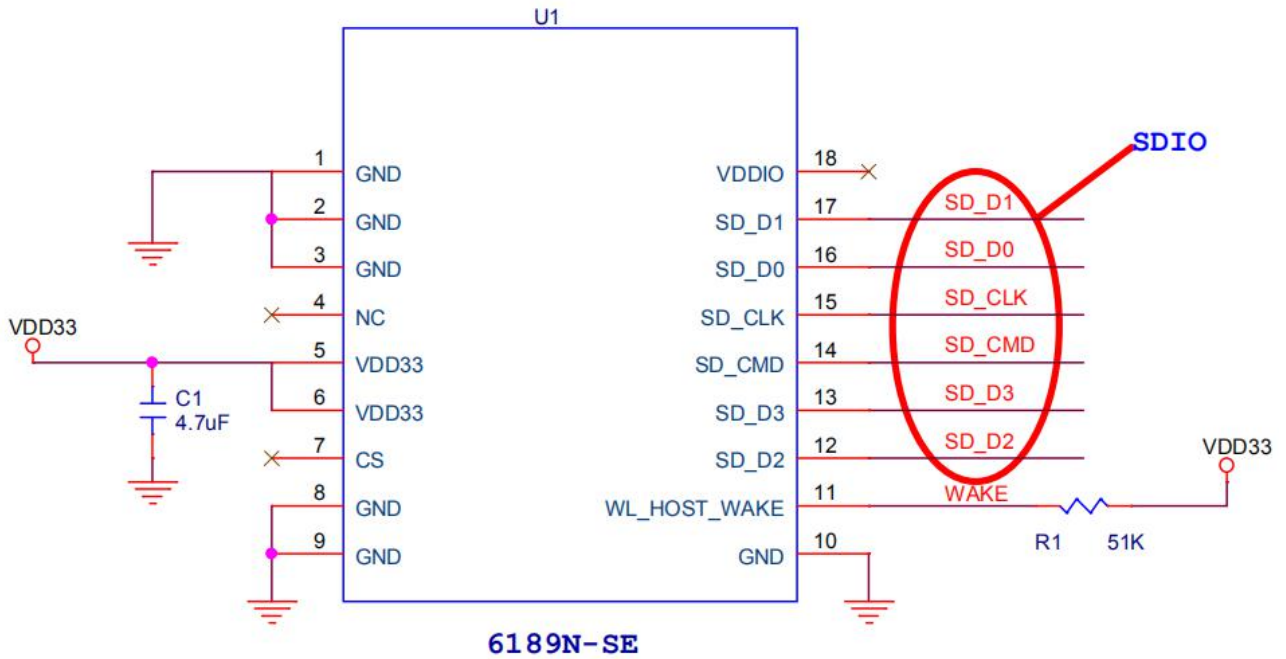 U1
SDIO
1 GND
2 GND
3 GND
4 NC
5 VDD33
6 VDD33
7 CS
8 GND
9 GND
VDD33
C1
4.7uF
VDDIO 18
SD_D1 17 SD_D1
SD_D0 16 SD_D0
SD_CLK 15 SD_CLK
SD_CMD 14 SD_CMD
SD_D3 13 SD_D3
SD_D2 12 SD_D2
WL_HOST_WAKE 11 WAKE
GND 10
VDD33
R1 51K
6189N-SE